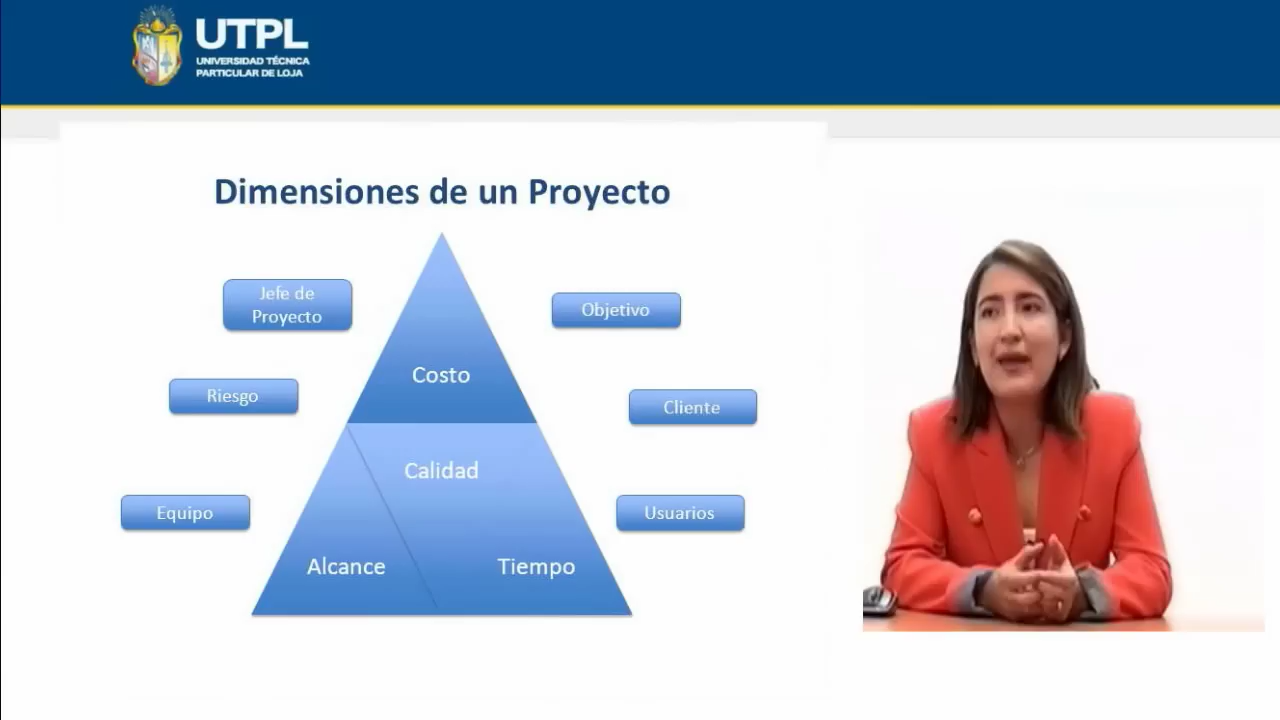 UTPL
UNIVERSIDAD TÉCNICA
PARTICULAR DE LOJA
Dimensiones de un Proyecto
Jefe de
Proyecto
Objetivo
Costo
Riesgo
Cliente
Calidad
Equipo
Usuarios
Alcance
Tiempo